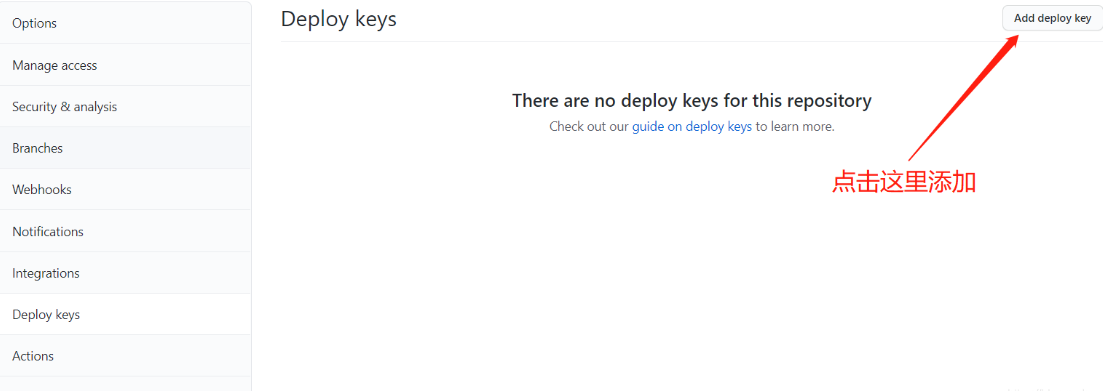 Options
Manage access
Security & analysis
Branches
Webhooks
Notifications
Integrations
Deploy keys
Actions
Deploy keys
Add deploy key
There are no deploy keys for this repository
Check out our guide on deploy keys to learn more.
点击这里添加